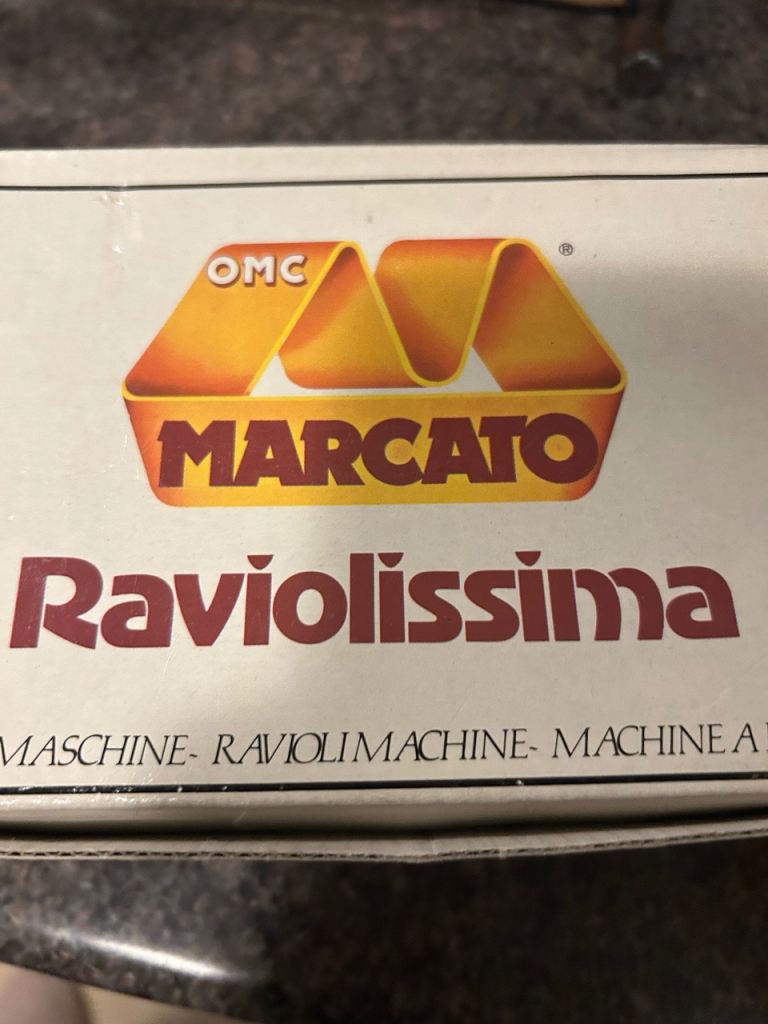 OMC
®
MARCATO
Raviolissima
MASCHINE - RAVIOLI MACHINE - MACHINE A